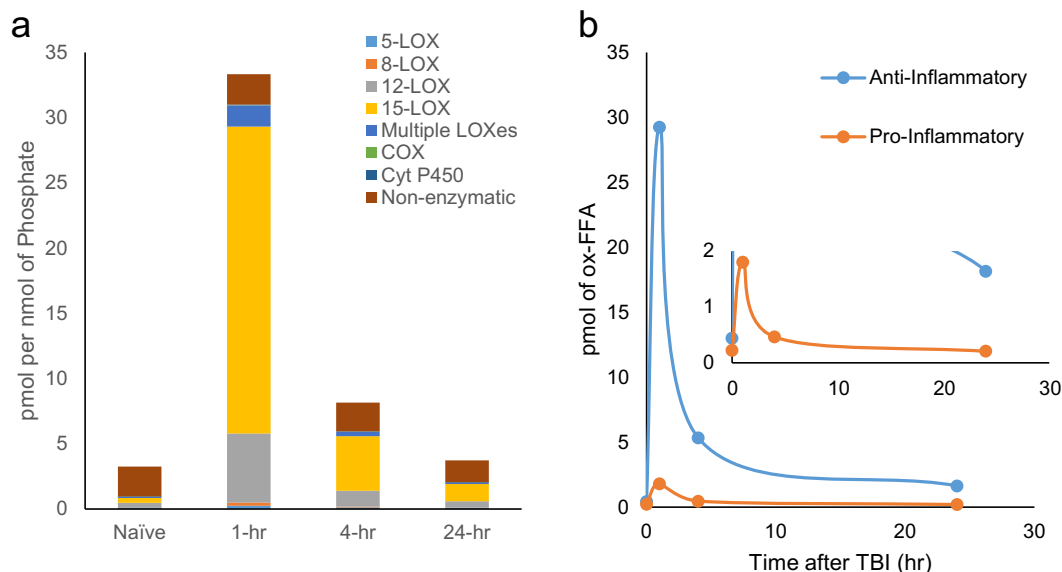 a
35
30
25
20
15
10
5
0
pmol per nmol of Phosphate
5-LOX
8-LOX
12-LOX
15-LOX
Multiple LOXes
COX
Cyt P450
Non-enzymatic
Naïve
1-hr
4-hr
24-hr
b
35
30
25
20
15
10
5
0
pmol of ox-FFA
Anti-Inflammatory
Pro-Inflammatory
2
1
0
0
10
20
30
0
10
20
30
Time after TBI (hr)